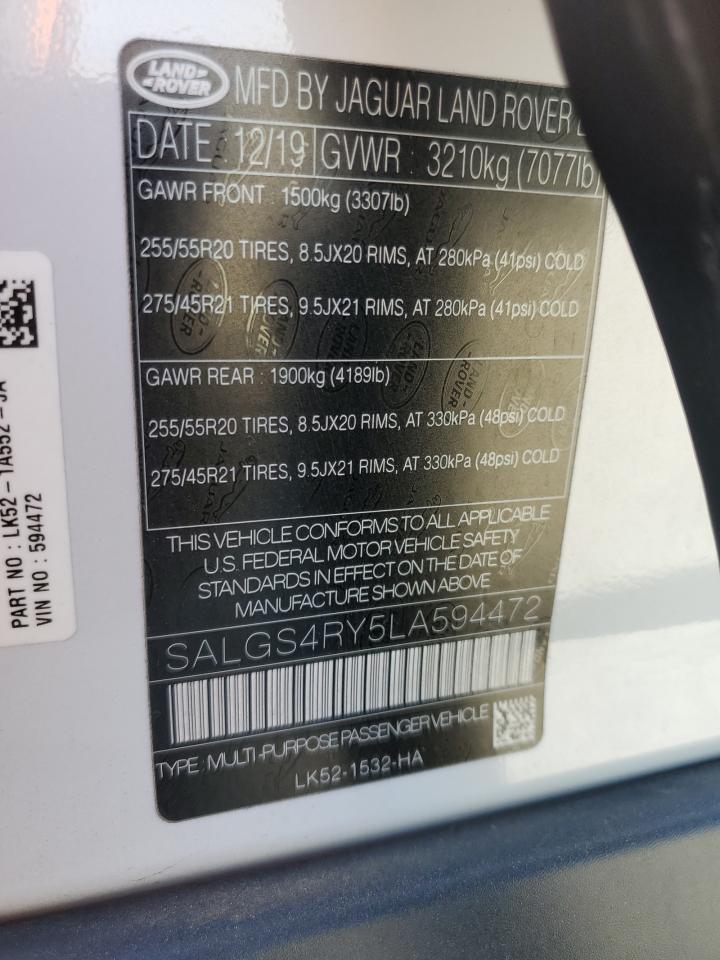 LAND ROVER
MFD BY JAGUAR LAND ROVER
DATE : 12/19 GVWR : 3210kg (7077lb)
GAWR FRONT : 1500kg (3307lb)
255/55R20 TIRES, 8.5JX20 RIMS, AT 280kPa (41psi) COLD
275/45R21 TIRES, 9.5JX21 RIMS, AT 280kPa (41psi) COLD
GAWR REAR : 1900kg (4189lb)
255/55R20 TIRES, 8.5JX20 RIMS, AT 330kPa (48psi) COLD
275/45R21 TIRES, 9.5JX21 RIMS, AT 330kPa (48psi) COLD
THIS VEHICLE CONFORMS TO ALL APPLICABLE
U.S. FEDERAL MOTOR VEHICLE SAFETY
STANDARDS IN EFFECT ON THE DATE OF
MANUFACTURE SHOWN ABOVE
SALGS4RY5LA594472
TYPE: MULTI-PURPOSE PASSENGER VEHICLE
LK52-1532-HA
PART NO : LK52-1A552-JA
VIN NO : 594472